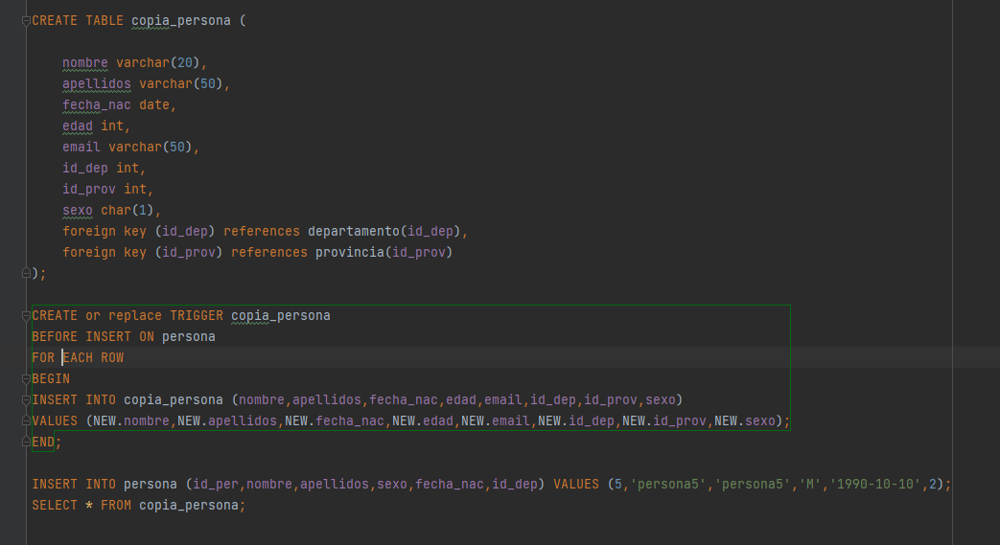 CREATE TABLE copia_persona (
nombre varchar(20),
apellidos varchar(50),
fecha_nac date,
edad int,
email varchar(50),
id_dep int,
id_prov int,
sexo char(1),
foreign key (id_dep) references departamento(id_dep),
foreign key (id_prov) references provincia(id_prov)
);
CREATE or replace TRIGGER copia_persona
BEFORE INSERT ON persona
FOR EACH ROW
BEGIN
INSERT INTO copia_persona (nombre,apellidos,fecha_nac,edad,email,id_dep,id_prov,sexo)
VALUES (NEW.nombre,NEW.apellidos,NEW.fecha_nac,NEW.edad,NEW.email,NEW.id_dep,NEW.id_prov,NEW.sexo);
END;
INSERT INTO persona (id_per,nombre,apellidos,sexo,fecha_nac,id_dep) VALUES (5,'persona5','persona5','M','1990-10-10',2);
SELECT * FROM copia_persona;